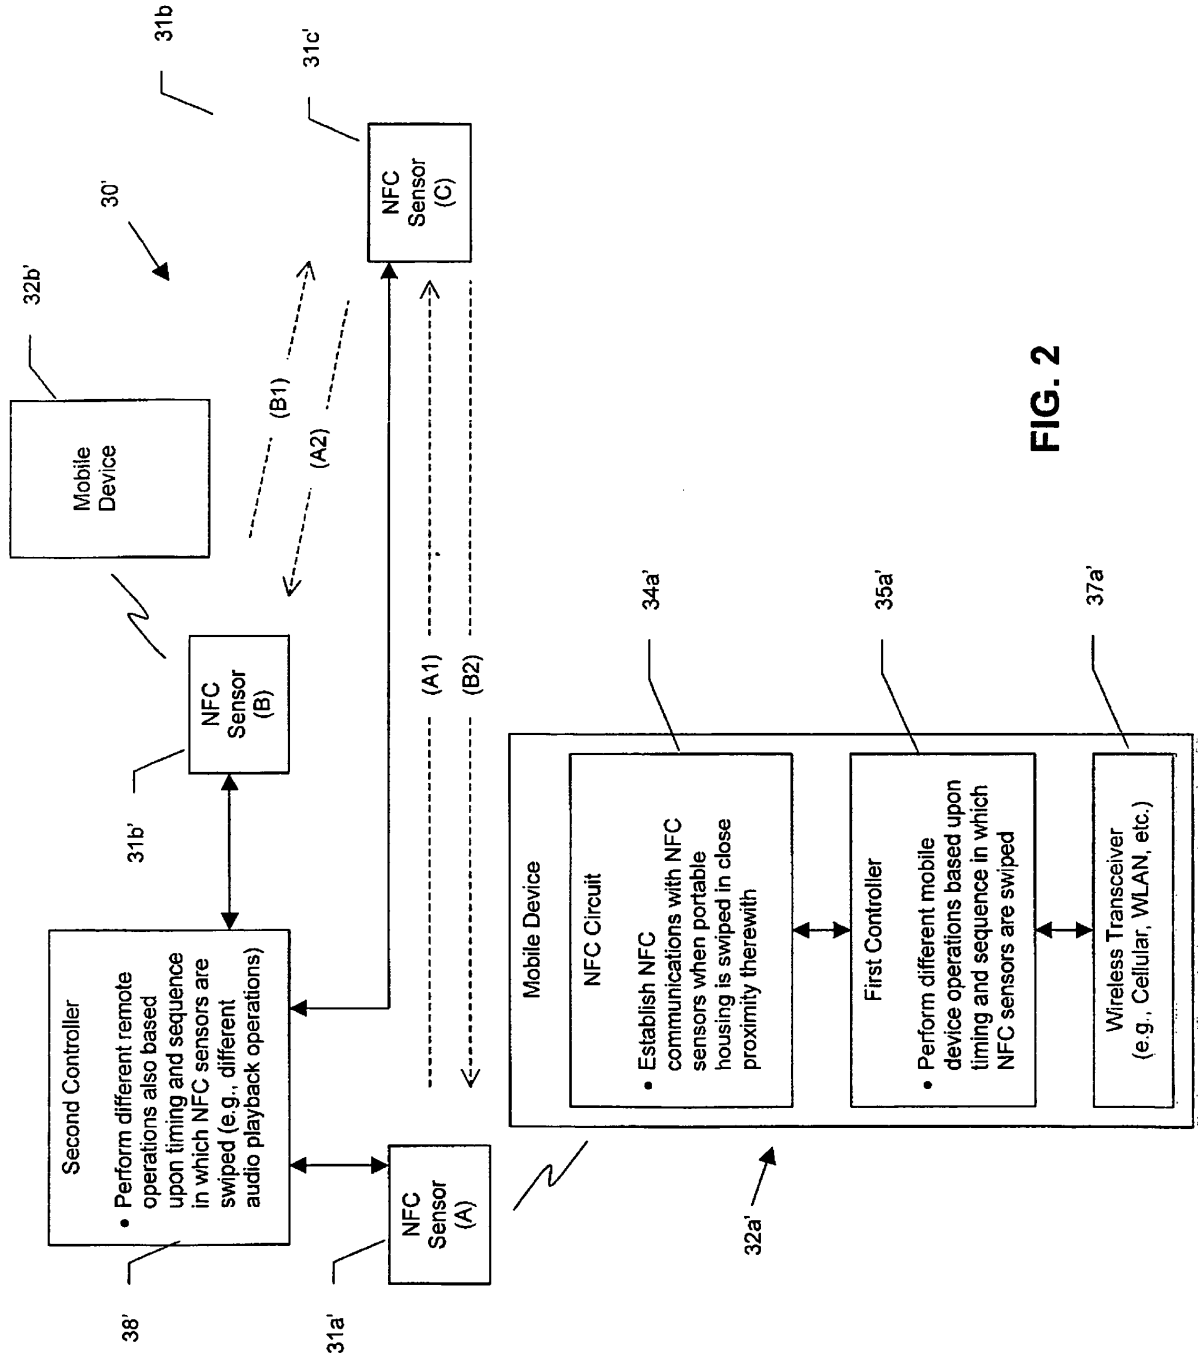 30'
31b
38'
Second Controller
• Perform different remote
operations also based
upon timing and sequence
in which NFC sensors are
swiped (e.g., different
audio playback operations)
31b'
NFC
Sensor
(B)
Mobile
Device
32b'
31a'
NFC
Sensor
(A)
(B1)
(A2)
(A1)
(B2)
NFC
Sensor
(C)
31c'
32a'
Mobile Device
NFC Circuit
• Establish NFC
communications with NFC
sensors when portable
housing is swiped in close
proximity therewith
34a'
First Controller
• Perform different mobile
device operations based upon
timing and sequence in which
NFC sensors are swiped
35a'
Wireless Transceiver
(e.g., Cellular, WLAN, etc.)
37a'
FIG. 2